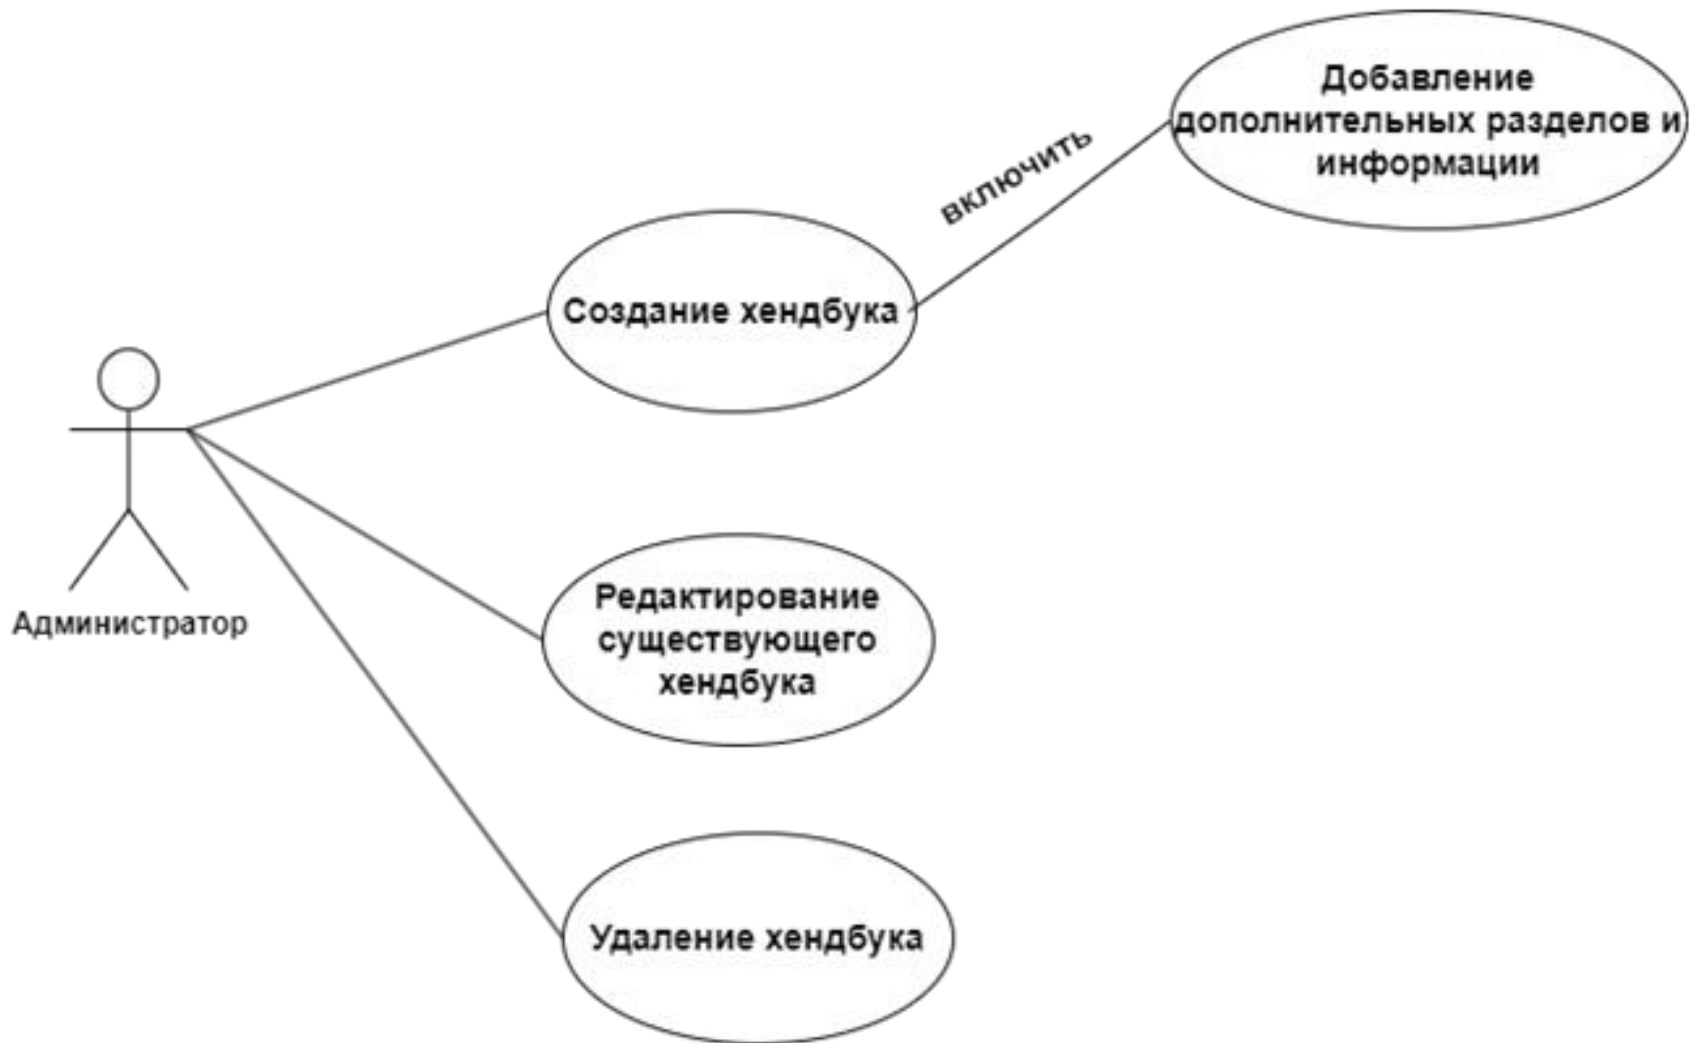 Добавление
дополнительных разделов и
информации
включить
Создание хендбука
Администратор
Редактирование
существующего
хендбука
Удаление хендбука